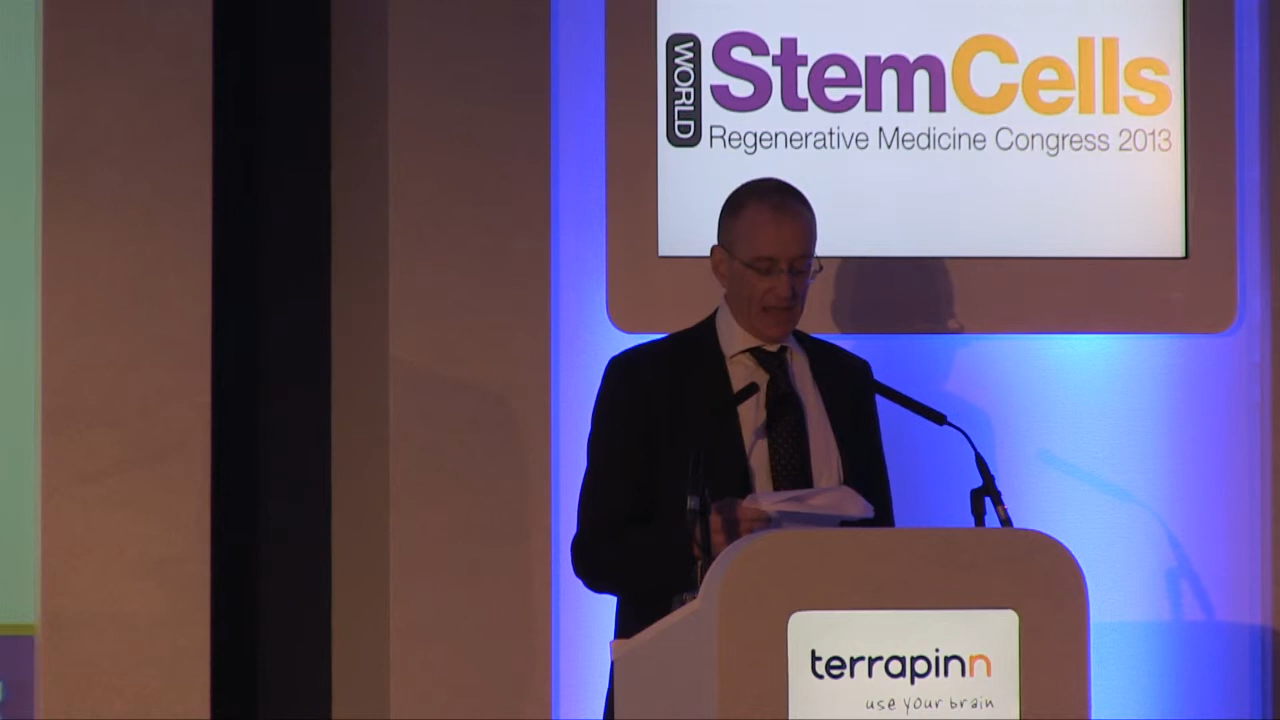 WORLD
StemCells
Regenerative Medicine Congress 2013
terrapinn
use your brain